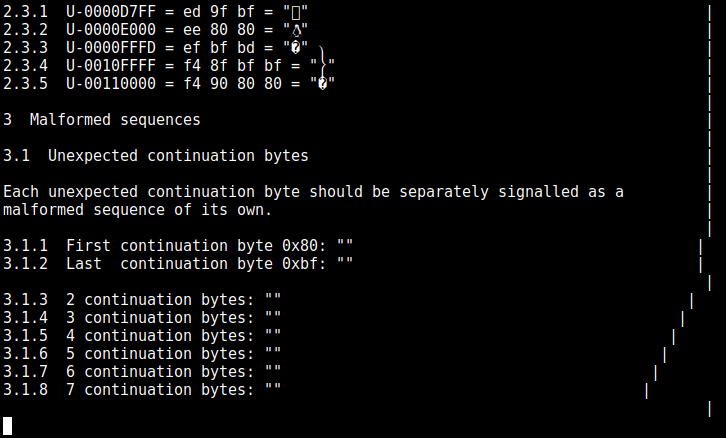 2.3.1  U-0000D7FF = ed 9f bf = "▯" |
2.3.2  U-0000E000 = ee 80 80 = "" |
2.3.3  U-0000FFFD = ef bf bd = "�" |
2.3.4  U-0010FFFF = f4 8f bf bf = "" |
2.3.5  U-00110000 = f4 90 80 80 = "�" |
|
3  Malformed sequences |
|
3.1  Unexpected continuation bytes |
|
Each unexpected continuation byte should be separately signalled as a |
malformed sequence of its own. |
|
3.1.1  First continuation byte 0x80: "" |
3.1.2  Last  continuation byte 0xbf: "" |
|
3.1.3  2 continuation bytes: "" |
3.1.4  3 continuation bytes: "" |
3.1.5  4 continuation bytes: "" |
3.1.6  5 continuation bytes: "" |
3.1.7  6 continuation bytes: "" |
3.1.8  7 continuation bytes: "" |
|